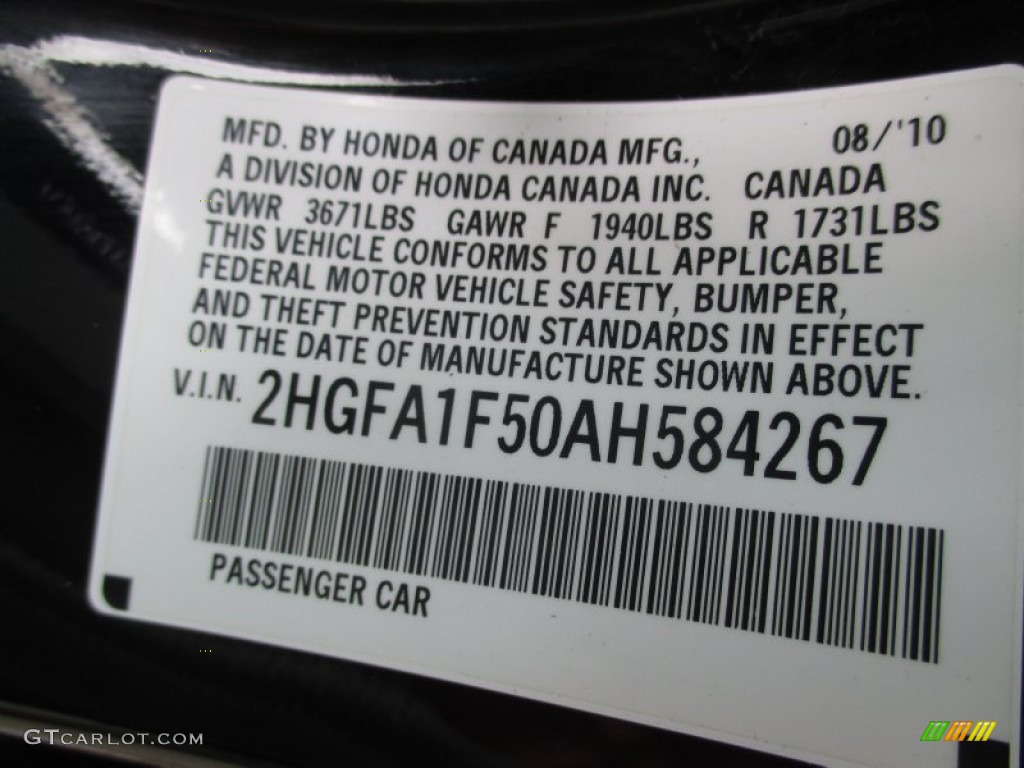 MFD. BY HONDA OF CANADA MFG., 08/'10
A DIVISION OF HONDA CANADA INC. CANADA
GVWR 3671LBS GAWR F 1940LBS R 1731LBS
THIS VEHICLE CONFORMS TO ALL APPLICABLE
FEDERAL MOTOR VEHICLE SAFETY, BUMPER,
AND THEFT PREVENTION STANDARDS IN EFFECT
ON THE DATE OF MANUFACTURE SHOWN ABOVE.
V.I.N. 2HGFA1F50AH584267
PASSENGER CAR
GTCARLOT.COM